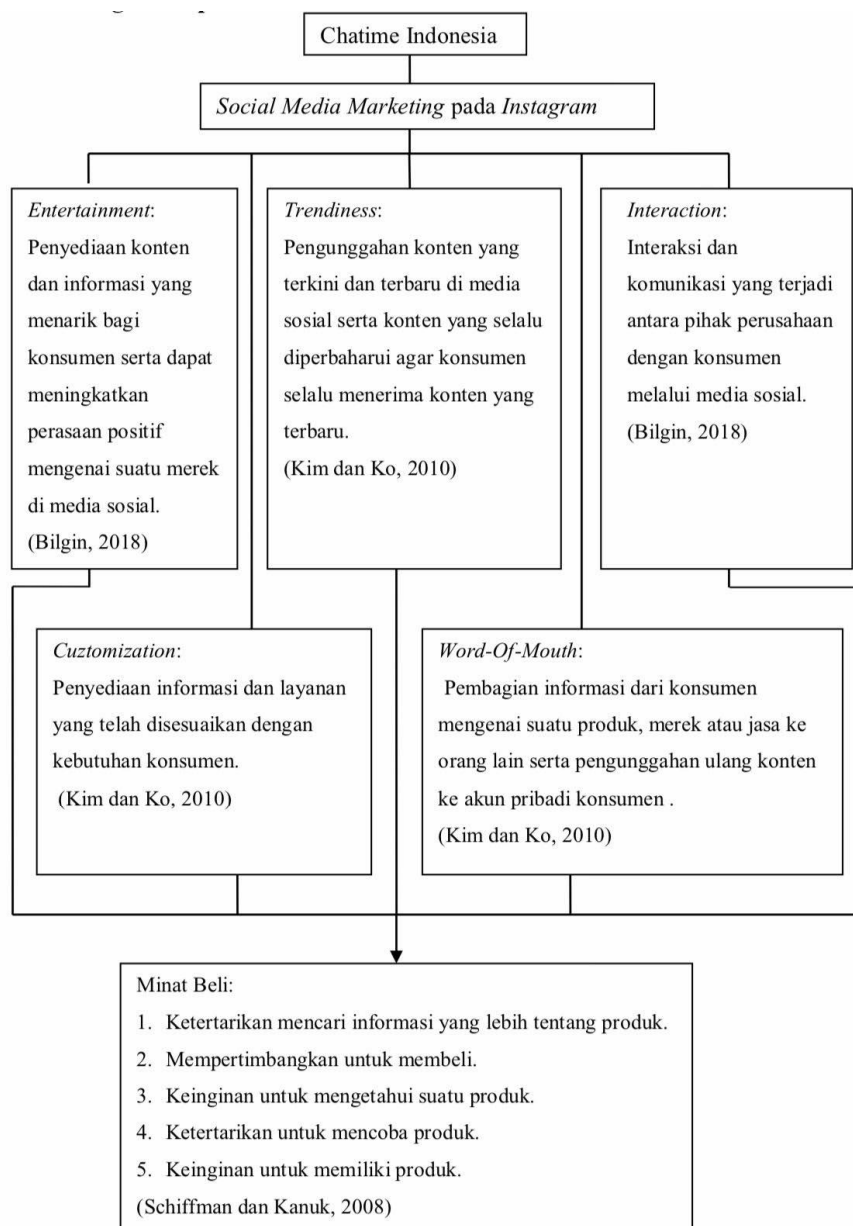 Chatime Indonesia
Social Media Marketing pada Instagram
Entertainment:
Penyediaan konten
dan informasi yang
menarik bagi
konsumen serta dapat
meningkatkan
perasaan positif
mengenai suatu merek
di media sosial.
(Bilgin, 2018)
Trendiness:
Pengunggahan konten yang
terkini dan terbaru di media
sosial serta konten yang selalu
diperbaharui agar konsumen
selalu menerima konten yang
terbaru.
(Kim dan Ko, 2010)
Interaction:
Interaksi dan
komunikasi yang terjadi
antara pihak perusahaan
dengan konsumen
melalui media sosial.
(Bilgin, 2018)
Cuztomization:
Penyediaan informasi dan layanan
yang telah disesuaikan dengan
kebutuhan konsumen.
(Kim dan Ko, 2010)
Word-Of-Mouth:
Pembagian informasi dari konsumen
mengenai suatu produk, merek atau jasa ke
orang lain serta pengunggahan ulang konten
ke akun pribadi konsumen .
(Kim dan Ko, 2010)
Minat Beli:
1. Ketertarikan mencari informasi yang lebih tentang produk.
2. Mempertimbangkan untuk membeli.
3. Keinginan untuk mengetahui suatu produk.
4. Ketertarikan untuk mencoba produk.
5. Keinginan untuk memiliki produk.
(Schiffman dan Kanuk, 2008)